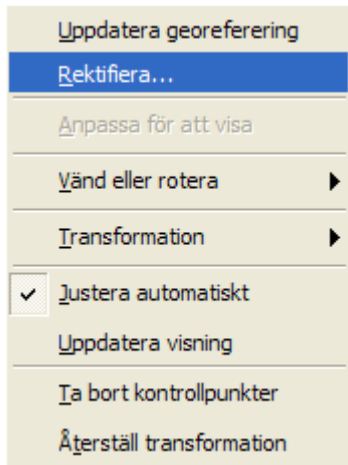 Uppdatera georeferering
Rektifiera...
Anpassa för att visa
Vänd eller rotera
Transformation
Justera automatiskt
Uppdatera visning
Ta bort kontrollpunkter
Återställ transformation